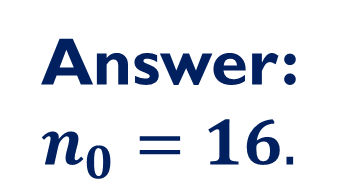 Answer:
n₀ = 16.